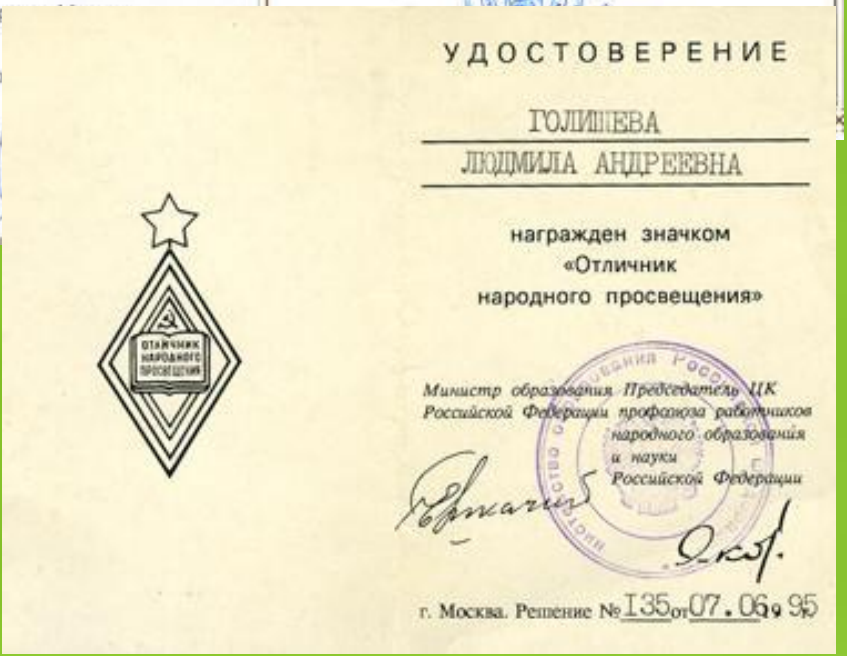 ОТЛИЧНИК
НАРОДНОГО
ПРОСВЕЩЕНИЯ
УДОСТОВЕРЕНИЕ
ГОЛИШЕВА
ЛЮДМИЛА АНДРЕЕВНА
награжден значком
«Отличник
народного просвещения»
Министр образования Председатель ЦК
Российской Федерации профсоюза работников
народного образования
и науки
Российской Федерации
г. Москва. Решение № 135 от 07.06.1995